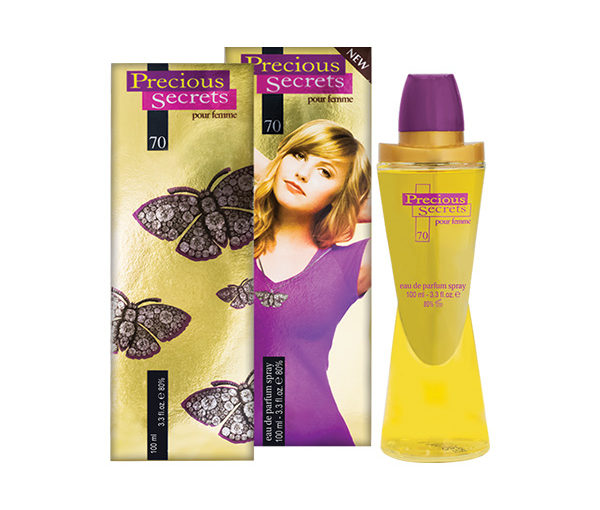 Precious
Secrets
pour femme
70
100 ml
3.3 fl.oz. ℮ 80%
NEW
Precious
Secrets
pour femme
70
eau de parfum spray
100 ml - 3.3 fl.oz. ℮ 80%
Precious
Secrets
pour femme
70
eau de parfum spray
100 ml - 3.3 fl.oz. ℮
80%